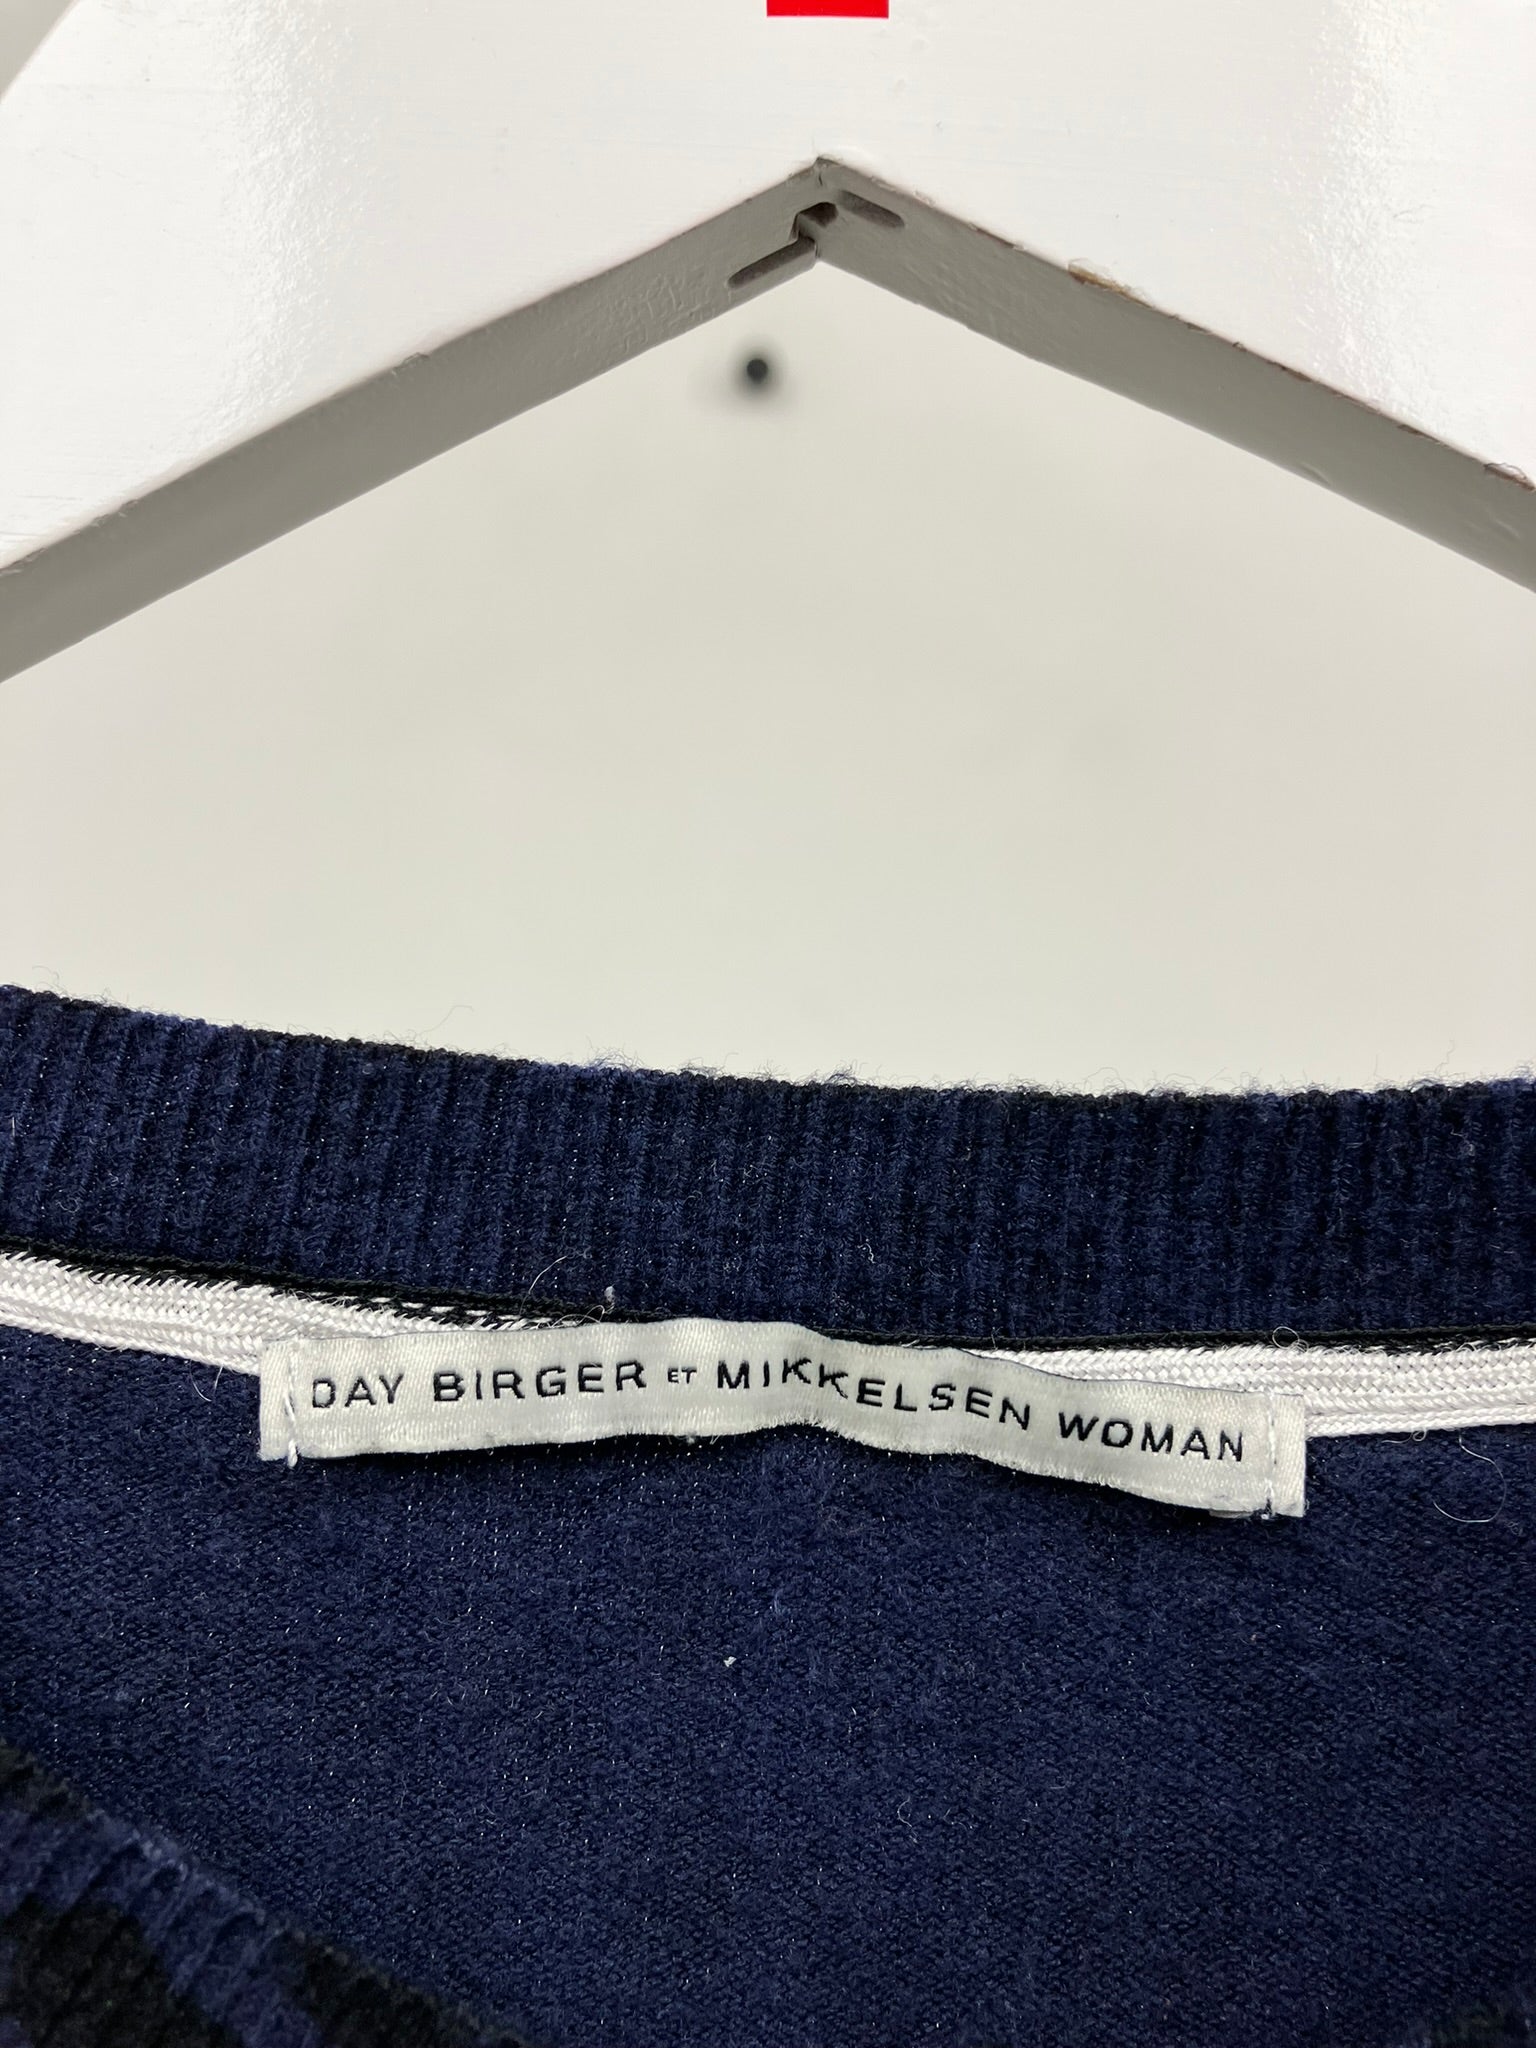 DAY BIRGER ET MIKKELSEN WOMAN